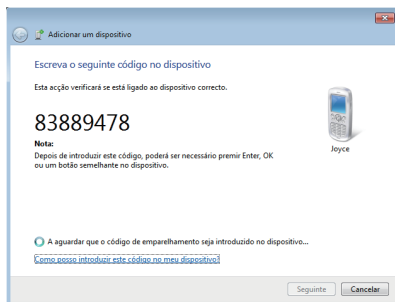 Adicionar um dispositivo
Escreva o seguinte código no dispositivo
Esta acção verificará se está ligado ao dispositivo correcto.
83889478
Nota:
Depois de introduzir este código, poderá ser necessário premir Enter, OK
ou um botão semelhante no dispositivo.
Joyce
A aguardar que o código de emparelhamento seja introduzido no dispositivo...
Como posso introduzir este código no meu dispositivo?
Seguinte
Cancelar